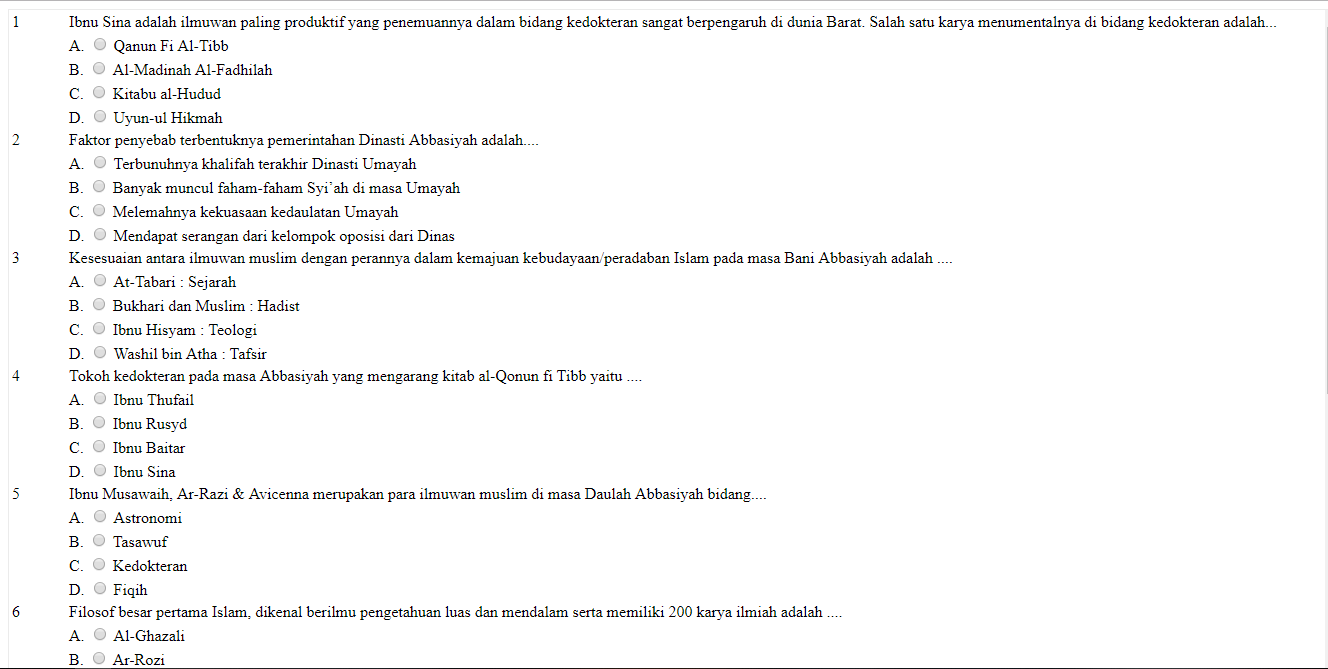 1 Ibnu Sina adalah ilmuwan paling produktif yang penemuannya dalam bidang kedokteran sangat berpengaruh di dunia Barat. Salah satu karya menumentalnya di bidang kedokteran adalah...
A. Qanun Fi Al-Tibb
B. Al-Madinah Al-Fadhilah
C. Kitabu al-Hudud
D. Uyun-ul Hikmah
2 Faktor penyebab terbentuknya pemerintahan Dinasti Abbasiyah adalah....
A. Terbunuhnya khalifah terakhir Dinasti Umayah
B. Banyak muncul faham-faham Syi'ah di masa Umayah
C. Melemahnya kekuasaan kedaulatan Umayah
D. Mendapat serangan dari kelompok oposisi dari Dinas
3 Kesesuaian antara ilmuwan muslim dengan perannya dalam kemajuan kebudayaan/peradaban Islam pada masa Bani Abbasiyah adalah ....
A. At-Tabari : Sejarah
B. Bukhari dan Muslim : Hadist
C. Ibnu Hisyam : Teologi
D. Washil bin Atha : Tafsir
4 Tokoh kedokteran pada masa Abbasiyah yang mengarang kitab al-Qonun fi Tibb yaitu ....
A. Ibnu Thufail
B. Ibnu Rusyd
C. Ibnu Baitar
D. Ibnu Sina
5 Ibnu Musawaih, Ar-Razi & Avicenna merupakan para ilmuwan muslim di masa Daulah Abbasiyah bidang....
A. Astronomi
B. Tasawuf
C. Kedokteran
D. Fiqih
6 Filosof besar pertama Islam, dikenal berilmu pengetahuan luas dan mendalam serta memiliki 200 karya ilmiah adalah ....
A. Al-Ghazali
B. Ar-Rozi